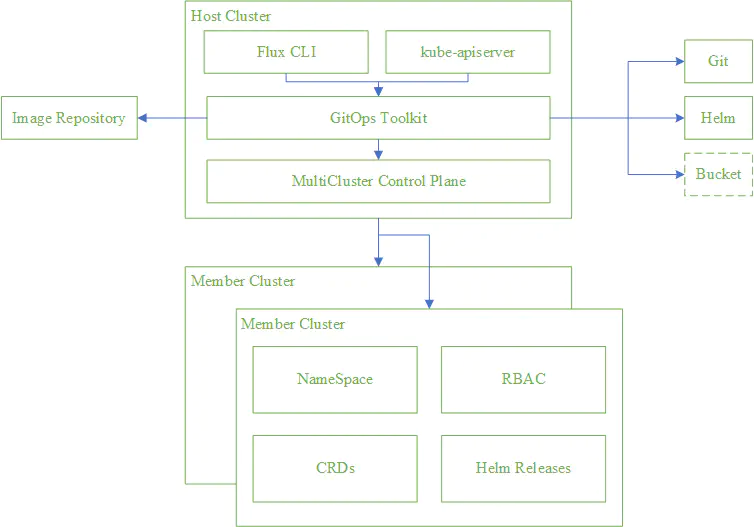 Host Cluster
Flux CLI
kube-apiserver
Git
Image Repository
GitOps Toolkit
Helm
MultiCluster Control Plane
Bucket
Member Cluster
Member Cluster
NameSpace
RBAC
CRDs
Helm Releases